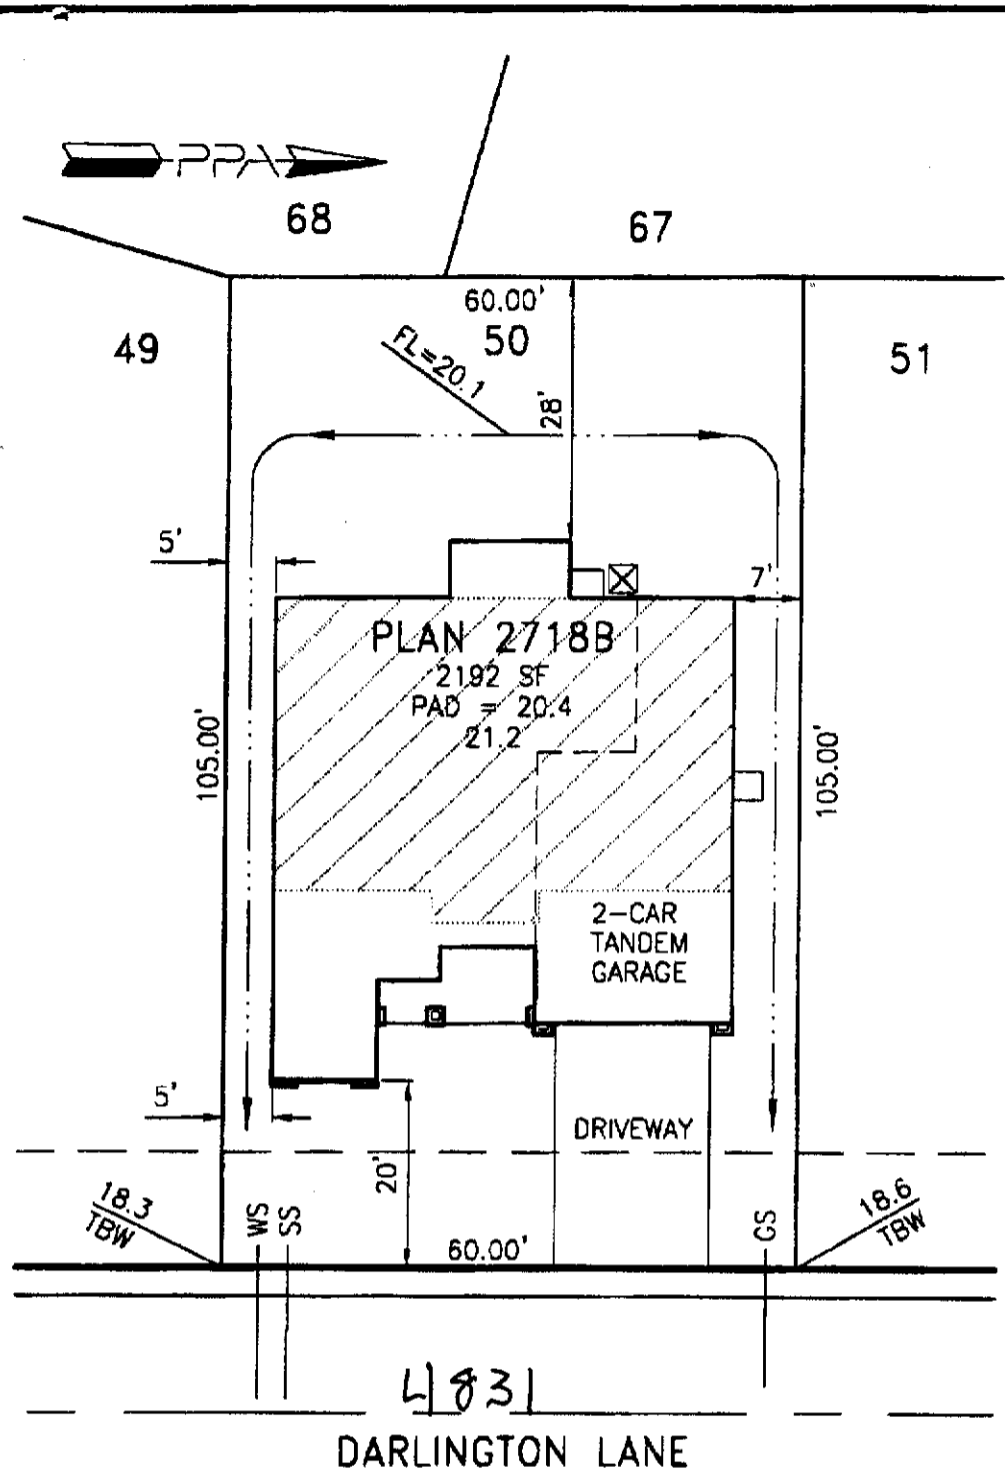 PPA
68
67
60.00'
49
50
51
FL=20.1
28'
5'
7'
PLAN 2718B
2192 SF
PAD = 20.4
21.2
105.00'
105.00'
2-CAR
TANDEM
GARAGE
5'
DRIVEWAY
20'
18.3
TBW
WS
SS
GS
18.6
TBW
60.00'
4831
DARLINGTON LANE